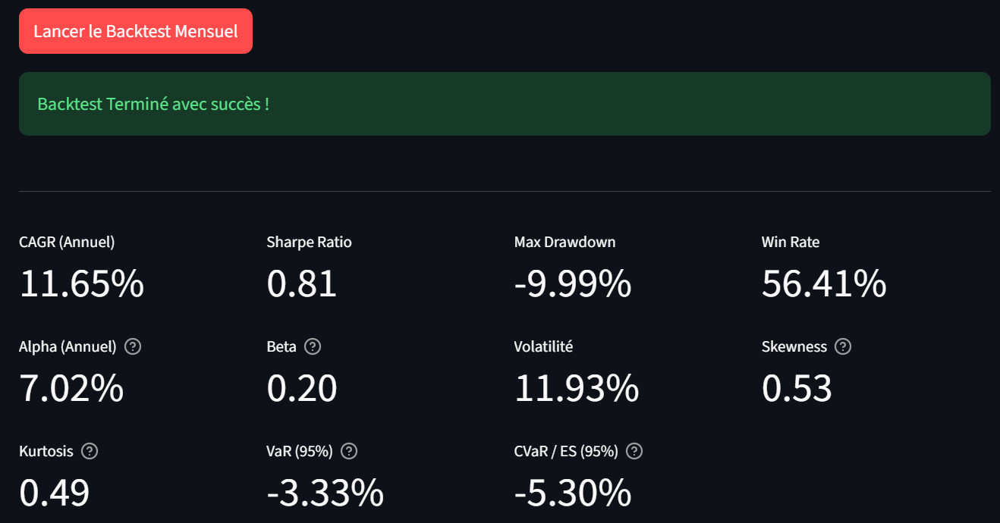 Lancer le Backtest Mensuel
Backtest Terminé avec succès !
CAGR (Annuel)
11.65%
Sharpe Ratio
0.81
Max Drawdown
-9.99%
Win Rate
56.41%
Alpha (Annuel) ?
7.02%
Beta ?
0.20
Volatilité
11.93%
Skewness ?
0.53
Kurtosis ?
0.49
VaR (95%) ?
-3.33%
CVaR / ES (95%) ?
-5.30%